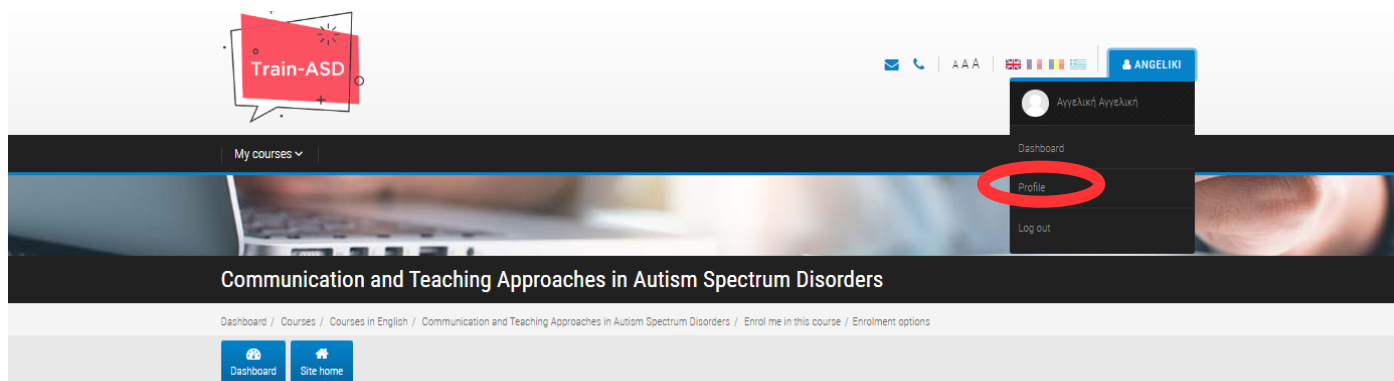 Train-ASD
A A A
ANGELIKI
Αγγελική Αγγελική
My courses
Dashboard
Profile
Log out
Communication and Teaching Approaches in Autism Spectrum Disorders
Dashboard / Courses / Courses in English / Communication and Teaching Approaches in Autism Spectrum Disorders / Enrol me in this course / Enrolment options
Dashboard
Site home